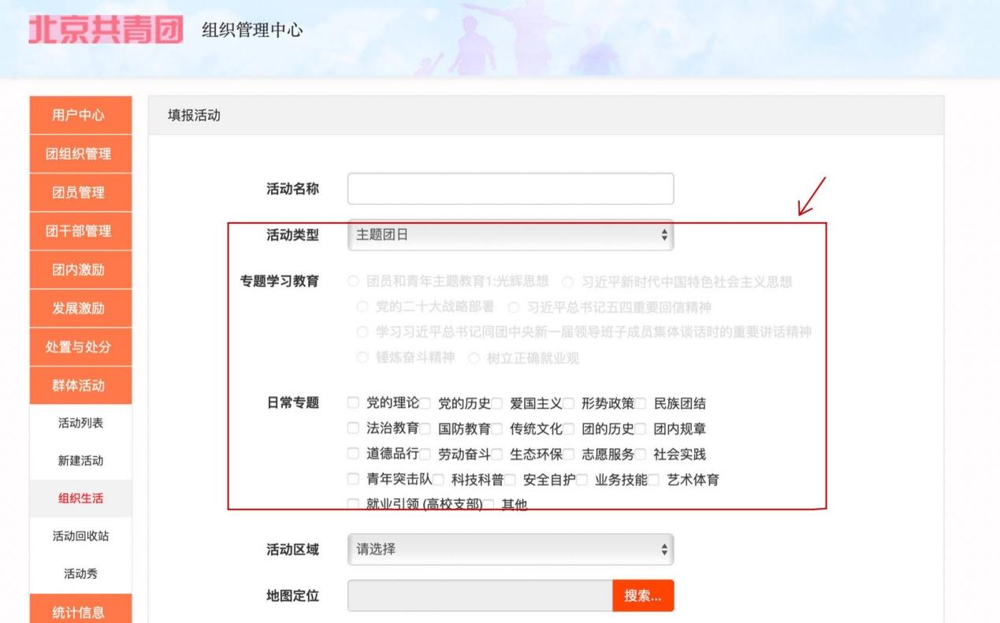 北京共青团 组织管理中心
用户中心
团组织管理
团员管理
团干部管理
团内激励
发展激励
处置与处分
群体活动
活动列表
新建活动
组织生活
活动回收站
活动秀
统计信息
填报活动
活动名称
活动类型 主题团日
专题学习教育 团员和青年主题教育1:光辉思想 习近平新时代中国特色社会主义思想
党的二十大战略部署 习近平总书记五四重要回信精神
学习习近平总书记同团中央新一届领导班子成员集体谈话时的重要讲话精神
锤炼奋斗精神 树立正确就业观
日常专题 党的理论 党的历史 爱国主义 形势政策 民族团结
法治教育 国防教育 传统文化 团的历史 团内规章
道德品行 劳动奋斗 生态环保 志愿服务 社会实践
青年突击队 科技科普 安全自护 业务技能 艺术体育
就业引领 (高校支部) 其他
活动区域 请选择
地图定位 搜索...